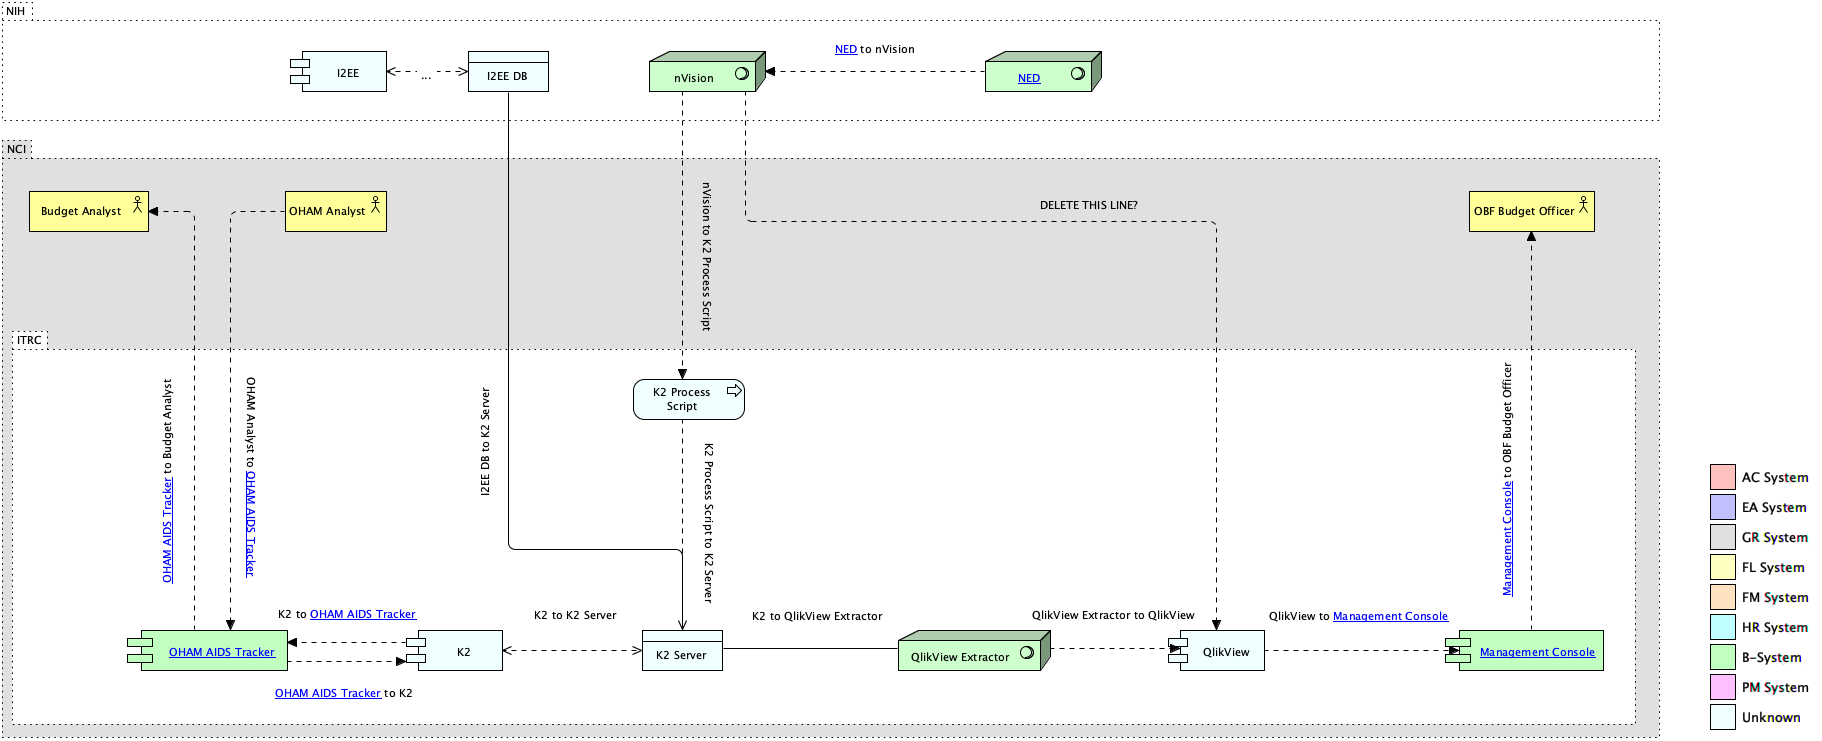 NIH
NED to nVision
I2EE
...
I2EE DB
nVision
NED
NCI
Budget Analyst
OHAM Analyst
DELETE THIS LINE?
OBF Budget Officer
nVision to K2 Process Script
ITRC
K2 Process
Script
OHAM AIDS Tracker to Budget Analyst
OHAM Analyst to OHAM AIDS Tracker
I2EE DB to K2 Server
K2 Process Script to K2 Server
Management Console to OBF Budget Officer
K2 to OHAM AIDS Tracker
K2 to K2 Server
K2 to QlikView Extractor
QlikView Extractor to QlikView
QlikView to Management Console
OHAM AIDS Tracker
K2
K2 Server
QlikView Extractor
QlikView
Management Console
OHAM AIDS Tracker to K2
AC System
EA System
GR System
FL System
FM System
HR System
B-System
PM System
Unknown